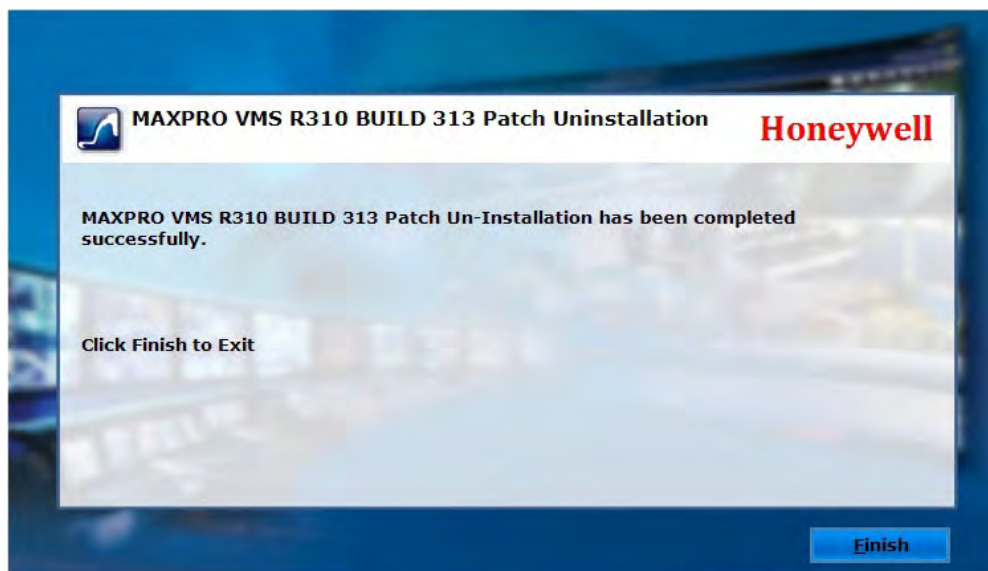 MAXPRO VMS R310 BUILD 313 Patch Uninstallation
Honeywell
MAXPRO VMS R310 BUILD 313 Patch Un-Installation has been completed
successfully.
Click Finish to Exit
Finish